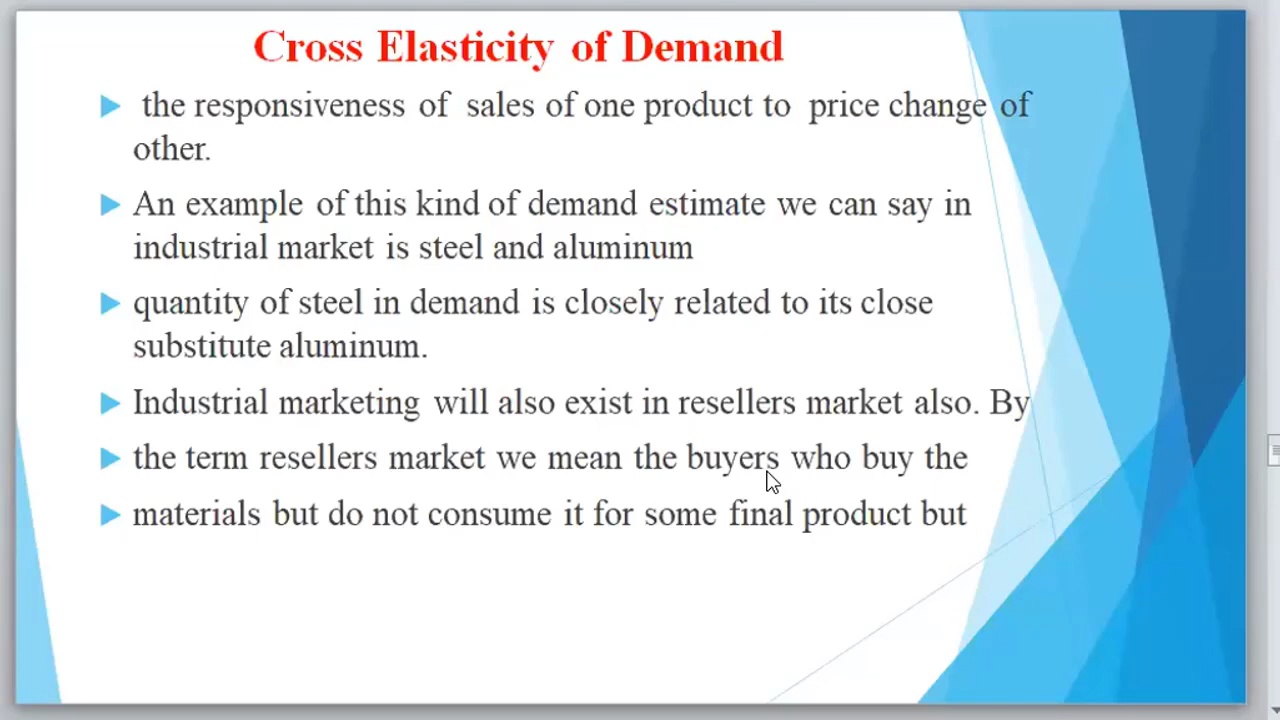 Cross Elasticity of Demand
the responsiveness of sales of one product to price change of
other.
An example of this kind of demand estimate we can say in
industrial market is steel and aluminum
quantity of steel in demand is closely related to its close
substitute aluminum.
Industrial marketing will also exist in resellers market also. By
the term resellers market we mean the buyers who buy the
materials but do not consume it for some final product but